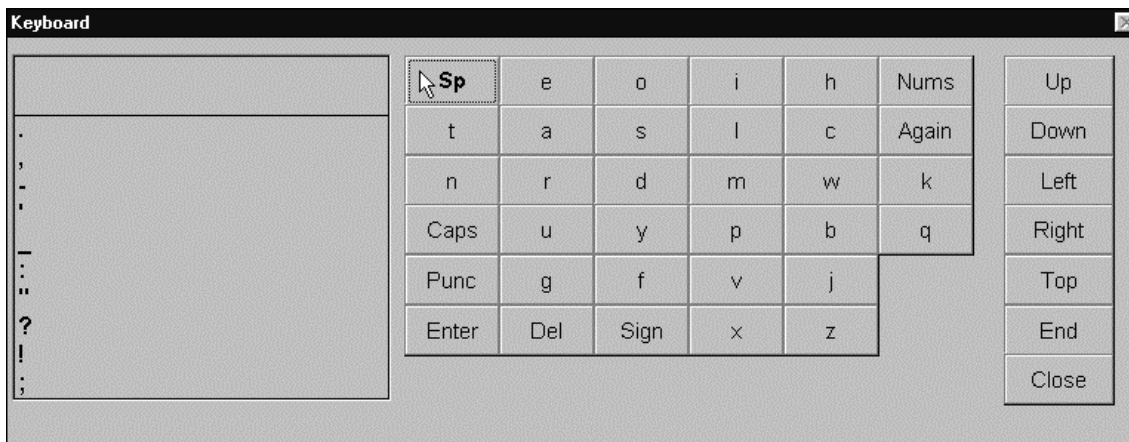 Keyboard
.
,
-
'
_
:
"
?
!
;
Sp e o i h Nums
t a s l c Again
n r d m w k
Caps u y p b q
Punc g f v j
Enter Del Sign x z
Up
Down
Left
Right
Top
End
Close